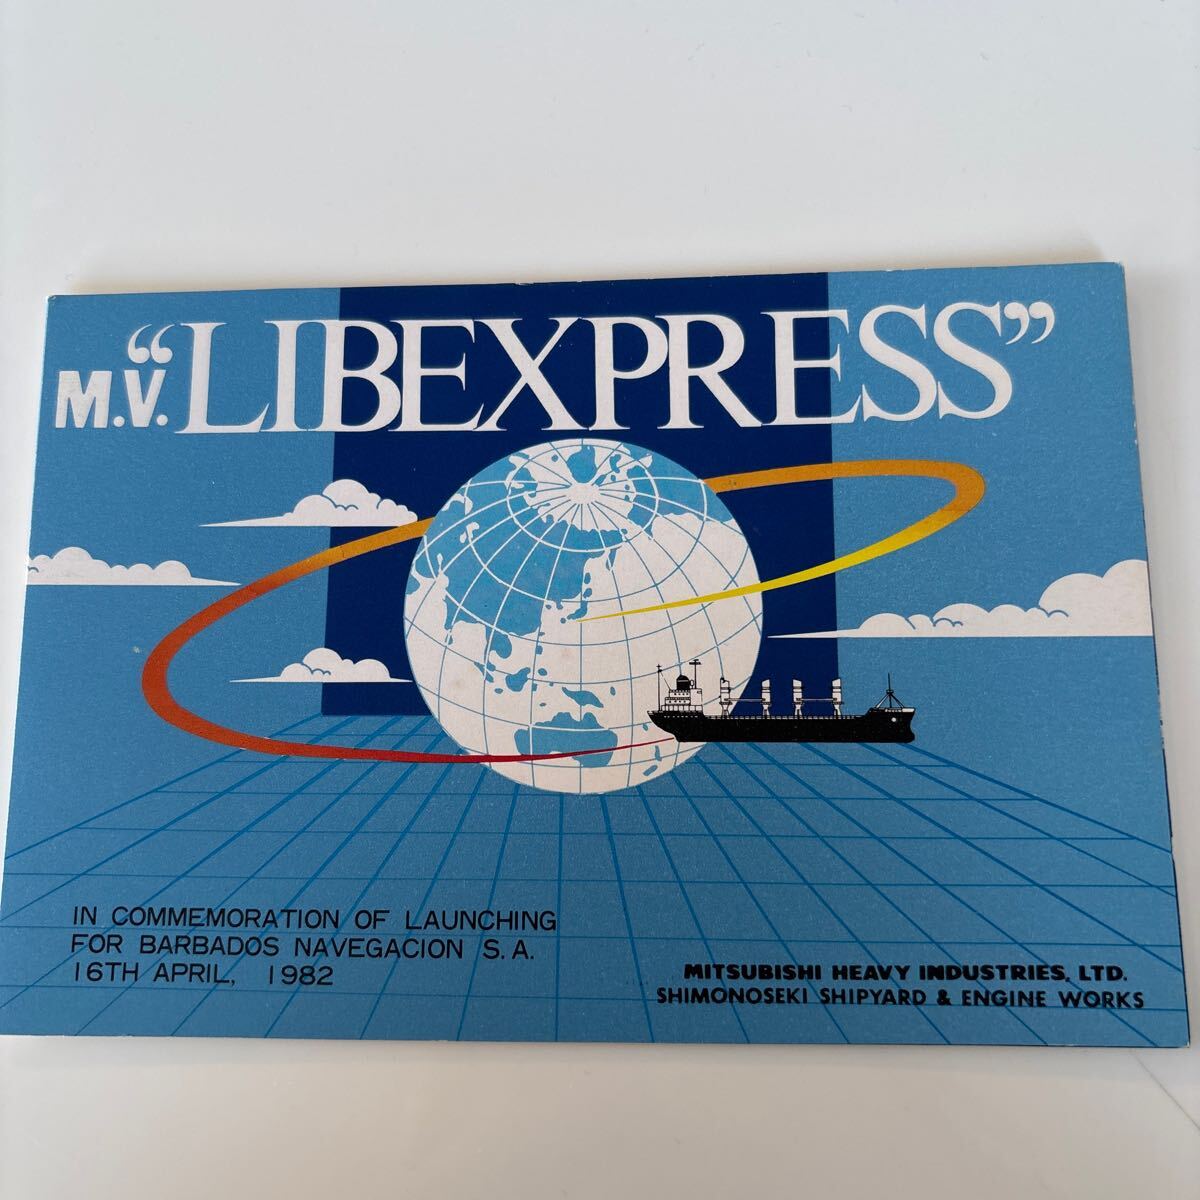 M.V. “LIBEXPRESS”
IN COMMEMORATION OF LAUNCHING
FOR BARBADOS NAVEGACION S.A.
16TH APRIL, 1982
MITSUBISHI HEAVY INDUSTRIES, LTD.
SHIMONOSEKI SHIPYARD & ENGINE WORKS